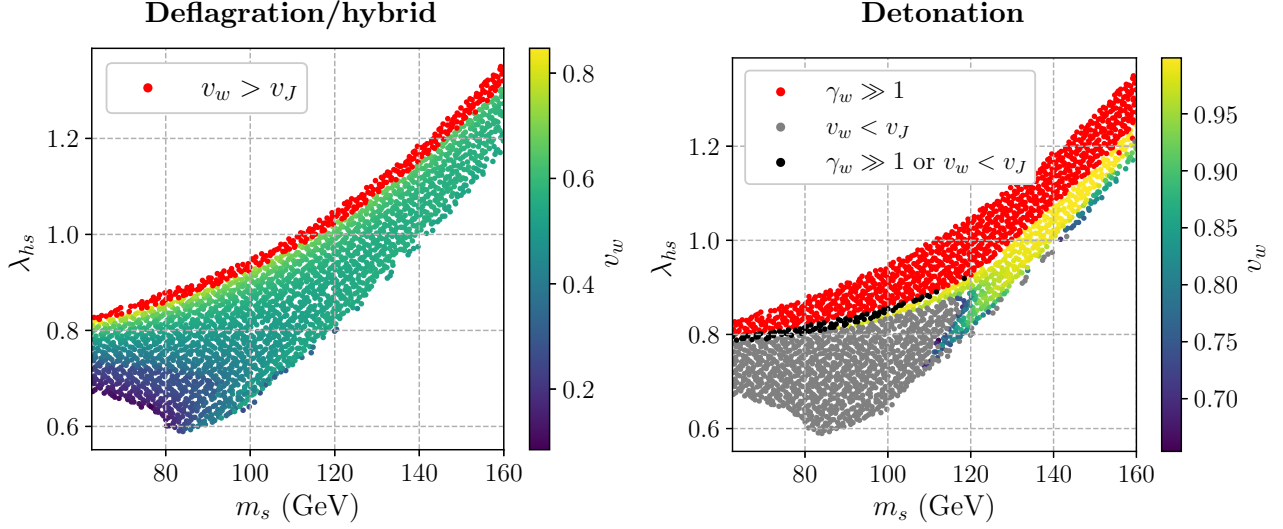 Deflagration/hybrid
v_w > v_J
1.2
1.0
0.8
0.6
λ_hs
80 100 120 140 160
m_s (GeV)
0.8
0.6
0.4
0.2
v_w
Detonation
γ_w ≫ 1
v_w < v_J
γ_w ≫ 1 or v_w < v_J
1.2
1.0
0.8
0.6
λ_hs
80 100 120 140 160
m_s (GeV)
0.95
0.90
0.85
0.80
0.75
0.70
v_w